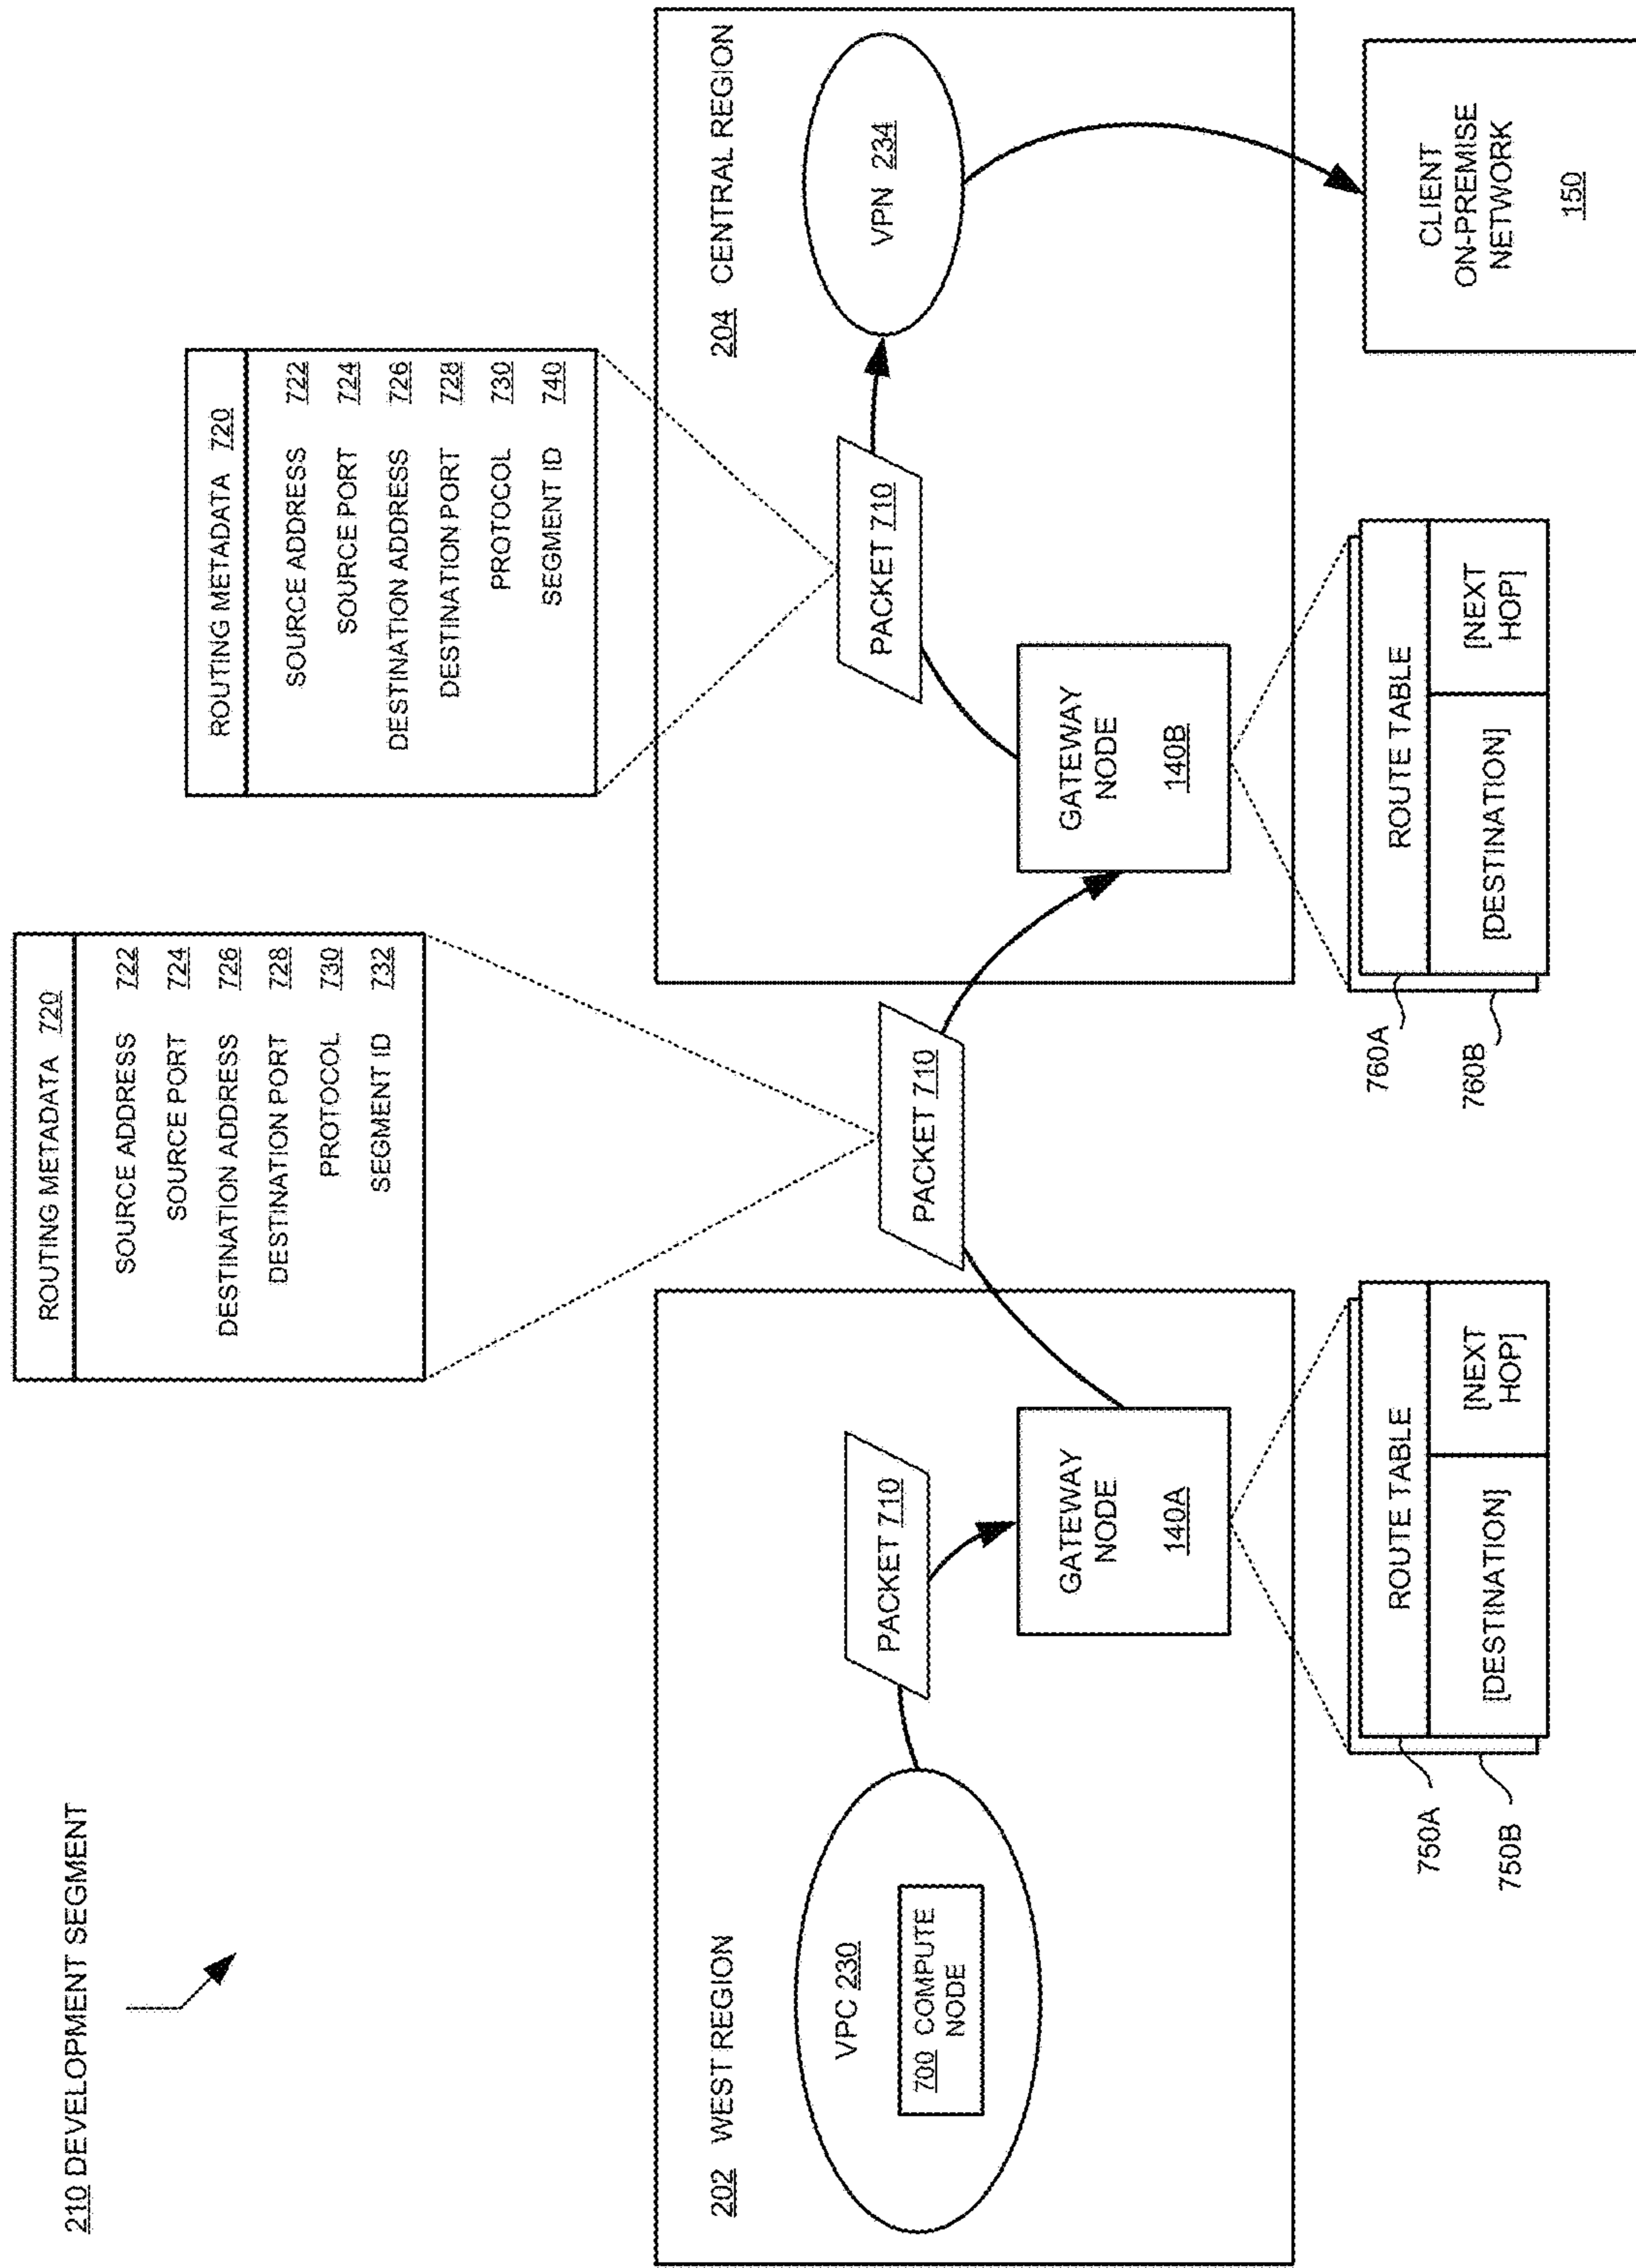 210 DEVELOPMENT SEGMENT
ROUTING METADATA 720
SOURCE ADDRESS 722
SOURCE PORT 724
DESTINATION ADDRESS 726
DESTINATION PORT 728
PROTOCOL 730
SEGMENT ID 732
ROUTING METADATA 720
SOURCE ADDRESS 722
SOURCE PORT 724
DESTINATION ADDRESS 726
DESTINATION PORT 728
PROTOCOL 730
SEGMENT ID 740
202 WEST REGION
VPC 230
700 COMPUTE
NODE
PACKET 710
GATEWAY
NODE
140A
PACKET 710
204 CENTRAL REGION
PACKET 710
VPN 234
GATEWAY
NODE
140B
750A
750B
ROUTE TABLE
[DESTINATION]
[NEXT
HOP]
760A
760B
ROUTE TABLE
[DESTINATION]
[NEXT
HOP]
CLIENT
ON-PREMISE
NETWORK
150